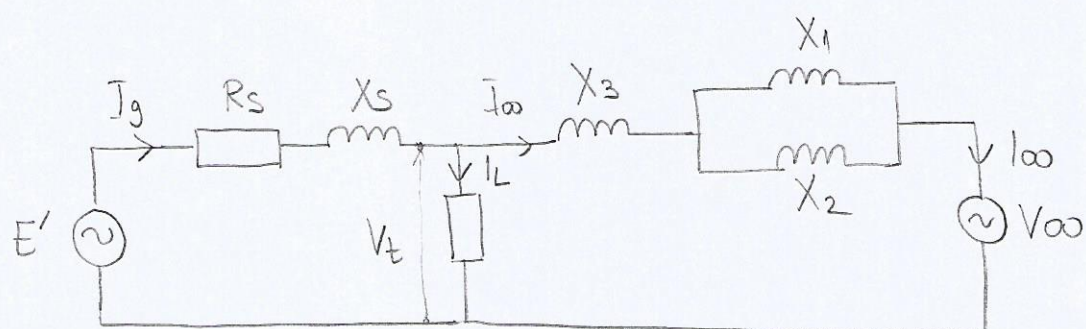 X1
Ig Rs Xs I∞ X3
IL X2 I∞
E' Vt V∞